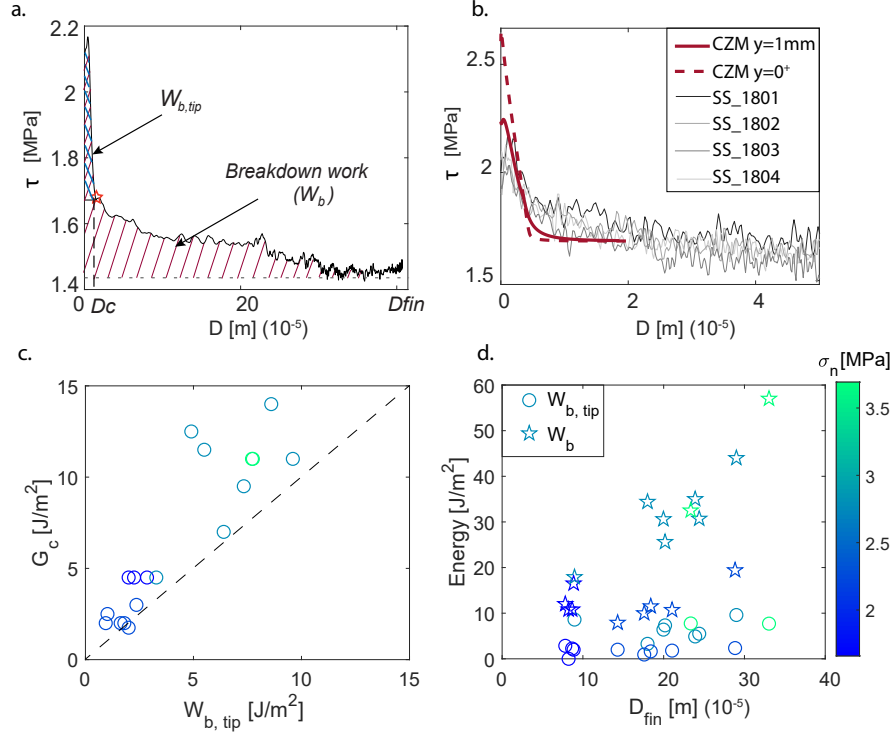 a.
2.2
2
1.8
1.6
1.4
τ [MPa]
W_b,tip
Breakdown work
(W_b)
0
Dc
20
Dfin
D [m] (10^-5)
b.
2.5
2
1.5
τ [MPa]
CZM y=1mm
CZM y=0⁺
SS_1801
SS_1802
SS_1803
SS_1804
0
2
4
D [m] (10^-5)
c.
15
10
5
0
G_c [J/m²]
0
5
10
15
W_b, tip [J/m²]
d.
60
50
40
30
20
10
0
Energy [J/m²]
W_b, tip
W_b
0
10
20
30
40
D_fin [m] (10^-5)
σ_n [MPa]
3.5
3
2.5
2